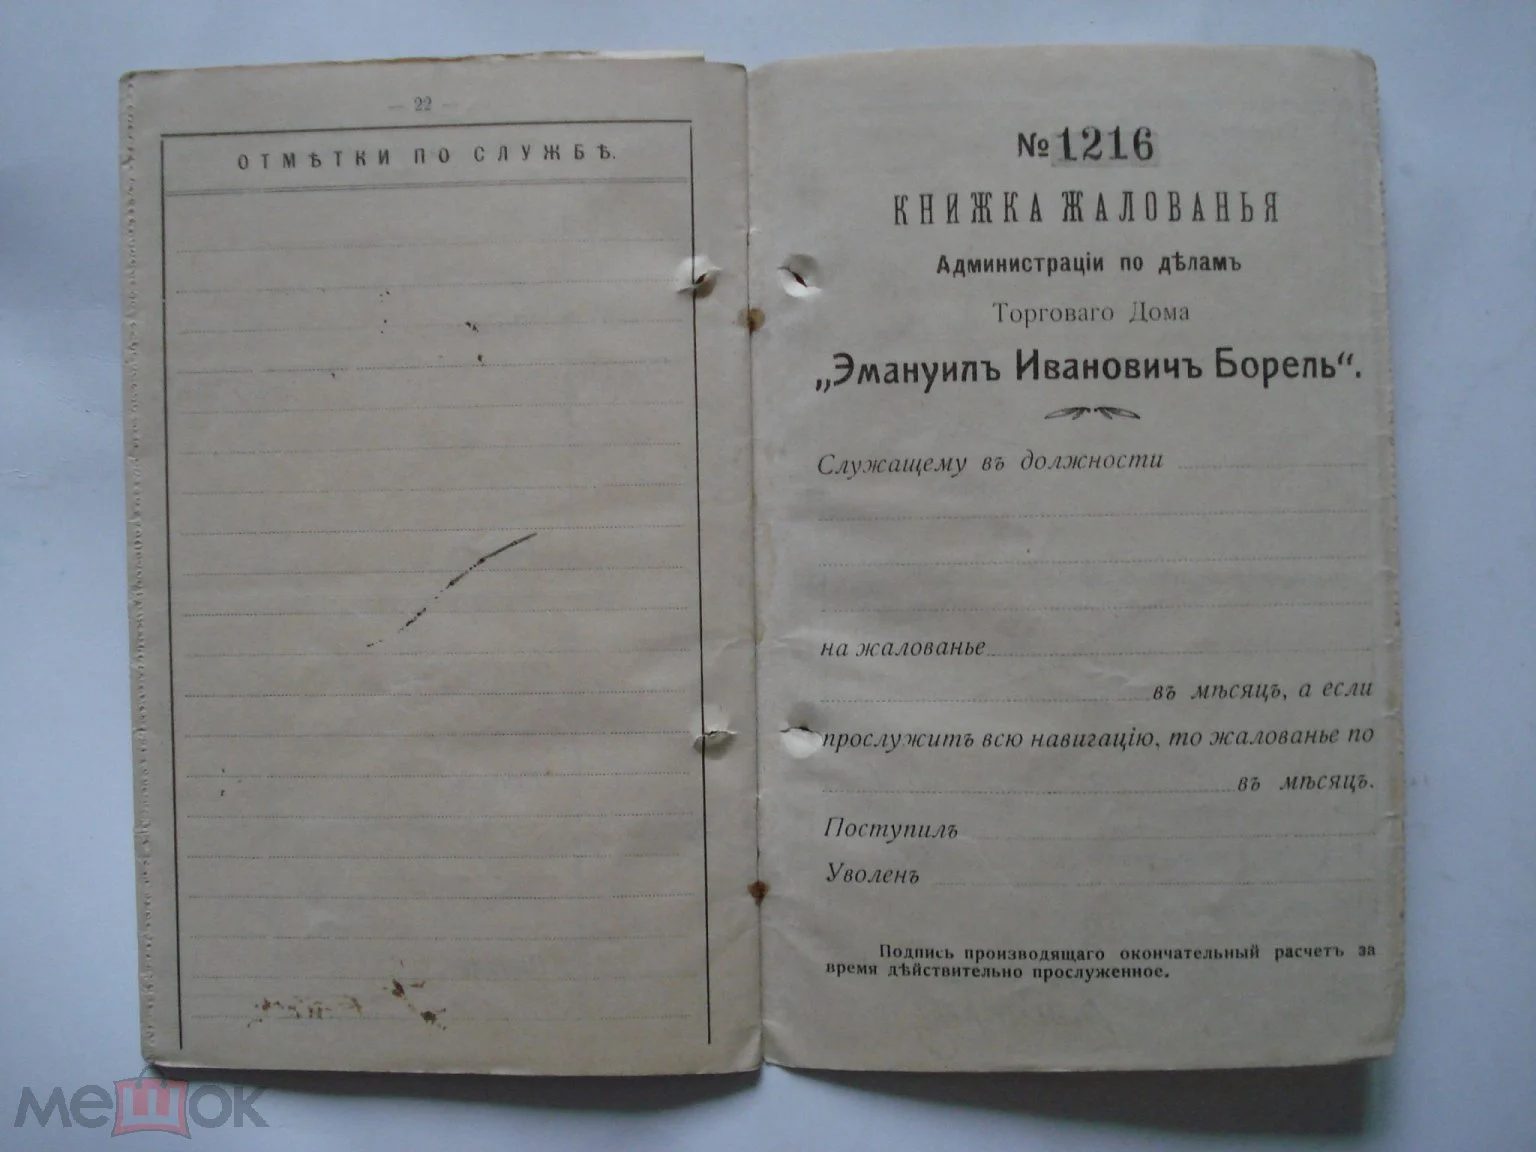 — 22 —
ОТМѢТКИ ПО СЛУЖБѢ.
№ 1216
КНИЖКА ЖАЛОВАНЬЯ
Администраціи по дѣламъ
Торговаго Дома
„Эмануилъ Ивановичъ Борель“.
Служащему въ должности
на жалованье
въ мѣсяцъ, а если
прослужитъ всю навигацію, то жалованье по
въ мѣсяцъ.
Поступилъ
Уволенъ
Подпись производящаго окончательный расчетъ за
время дѣйствительно прослуженное.
мешок